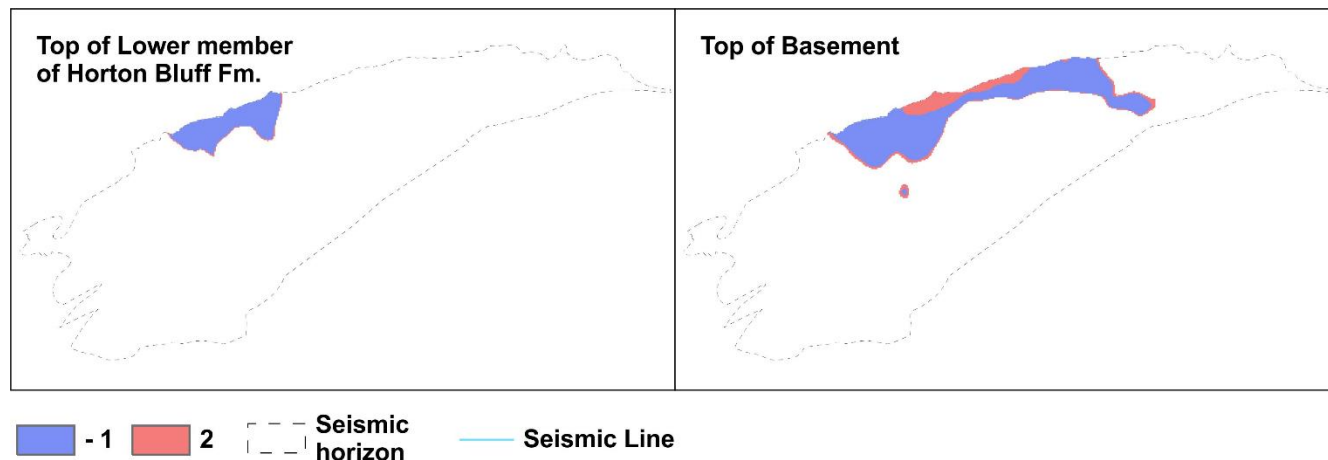 Top of Lower member
of Horton Bluff Fm.
Top of Basement
- 1
2
Seismic
horizon
Seismic Line